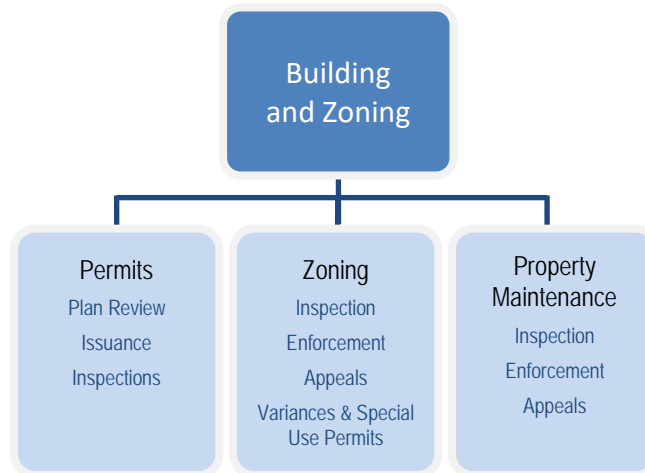 Building
and Zoning
Permits
Plan Review
Issuance
Inspections
Zoning
Inspection
Enforcement
Appeals
Variances & Special
Use Permits
Property
Maintenance
Inspection
Enforcement
Appeals